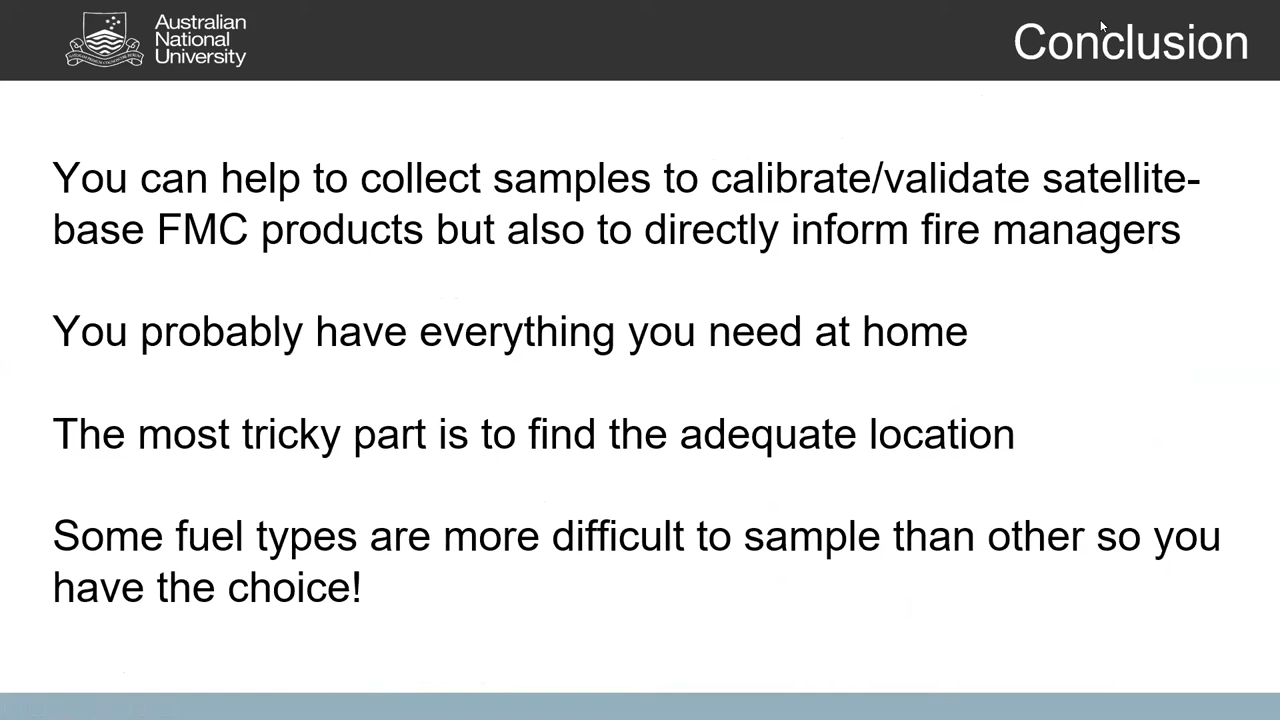 Australian
National
University
Conclusion
You can help to collect samples to calibrate/validate satellite-
base FMC products but also to directly inform fire managers
You probably have everything you need at home
The most tricky part is to find the adequate location
Some fuel types are more difficult to sample than other so you
have the choice!